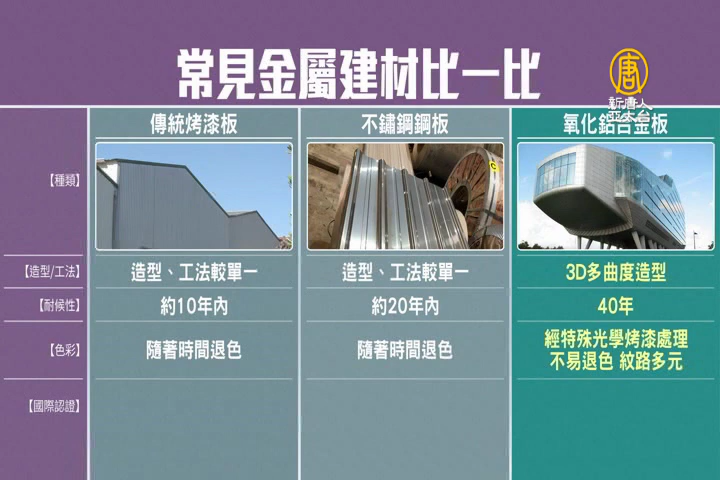 常見金屬建材比一比
唐
新唐人
亞太台
傳統烤漆板 不鏽鋼鋼板 氧化鋁合金板
【種類】
【造型/工法】 造型、工法較單一 造型、工法較單一 3D多曲度造型
【耐候性】 約10年內 約20年內 40年
【色彩】 隨著時間退色 隨著時間退色 經特殊光學烤漆處理
不易退色 紋路多元
【國際認證】